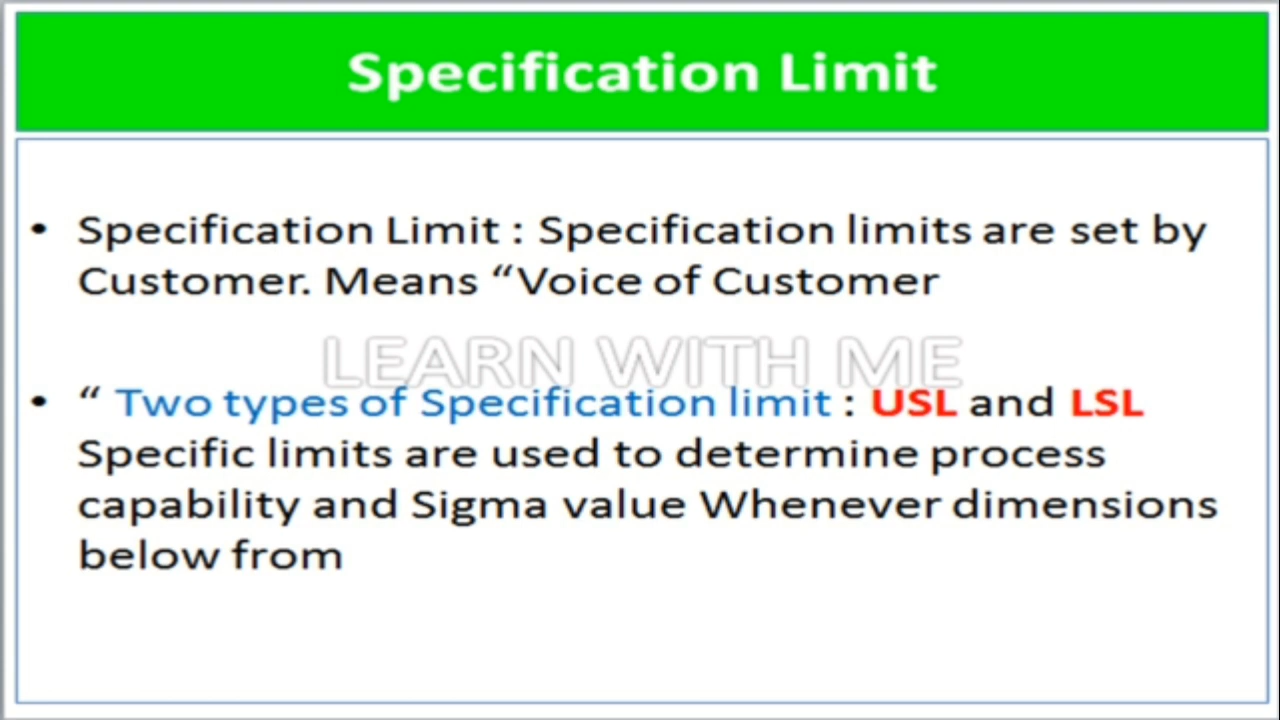 Specification Limit
• Specification Limit : Specification limits are set by
Customer. Means “Voice of Customer
LEARN WITH ME
• “ Two types of Specification limit : USL and LSL
Specific limits are used to determine process
capability and Sigma value Whenever dimensions
below from